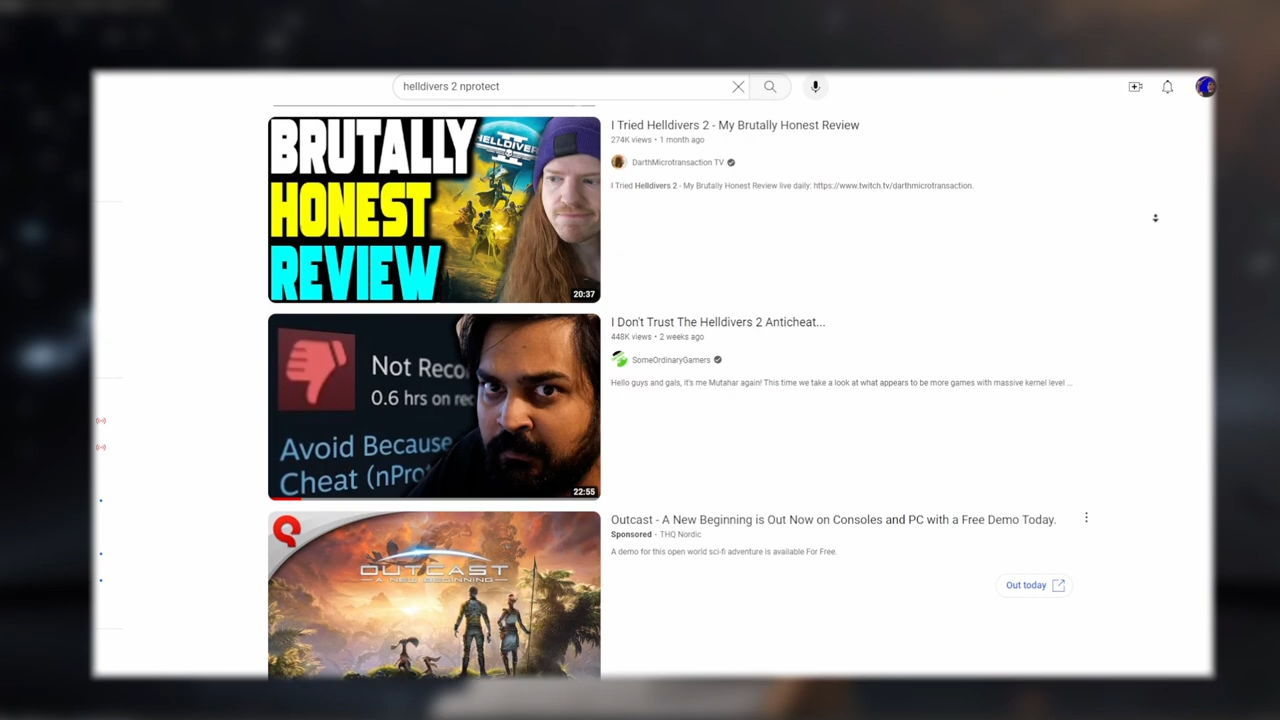 helldivers 2 nprotect
BRUTALLY
HONEST
REVIEW
HELLDIVER
II
20:37
I Tried Helldivers 2 - My Brutally Honest Review
274K views • 1 month ago
DarthMicrotransaction TV
I Tried Helldivers 2 - My Brutally Honest Review live daily: https://www.twitch.tv/darthmicrotransaction.
Not Reco
0.6 hrs on rec
Avoid Because
Cheat (nPro
22:55
I Don't Trust The Helldivers 2 Anticheat...
448K views • 2 weeks ago
SomeOrdinaryGamers
Hello guys and gals, it's me Mutahar again! This time we take a look at what appears to be more games with massive kernel level ...
OUTCAST
A NEW BEGINNING
Outcast - A New Beginning is Out Now on Consoles and PC with a Free Demo Today.
Sponsored · THQ Nordic
A demo for this open world sci-fi adventure is available For Free.
Out today